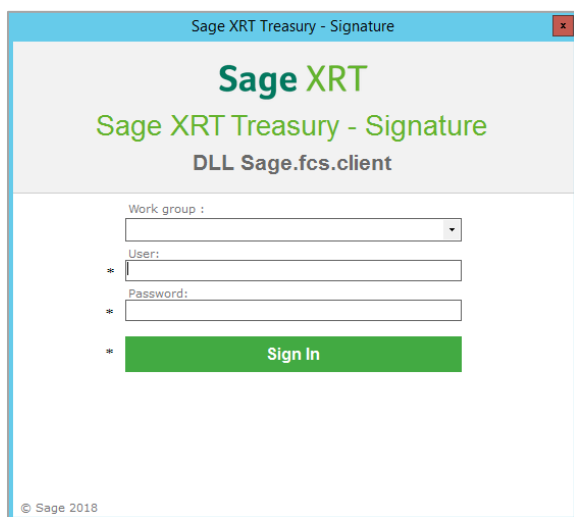 Sage XRT Treasury - Signature
x
Sage XRT
Sage XRT Treasury - Signature
DLL Sage.fcs.client
Work group :
User:
*
Password:
*
* Sign In
© Sage 2018